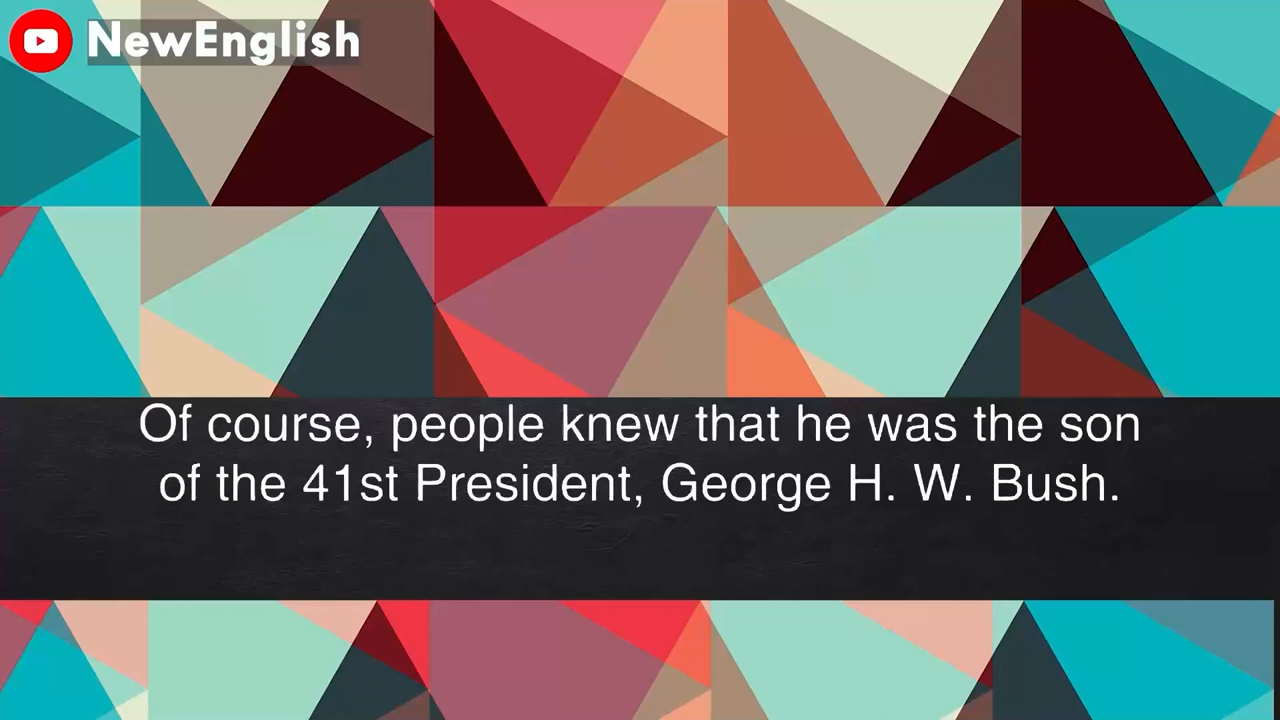 NewEnglish
Of course, people knew that he was the son
of the 41st President, George H. W. Bush.